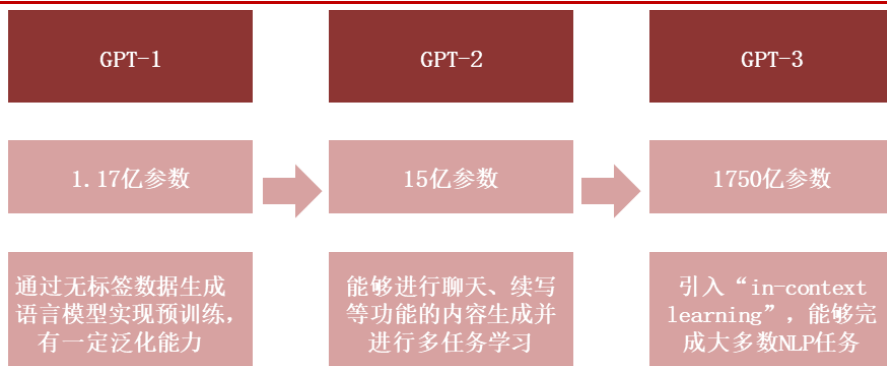 GPT-1
GPT-2
GPT-3
1.17亿参数
15亿参数
1750亿参数
通过无标签数据生成
语言模型实现预训练，
有一定泛化能力
能够进行聊天、续写
等功能的内容生成并
进行多任务学习
引入“in-context
learning”，能够完
成大多数NLP任务